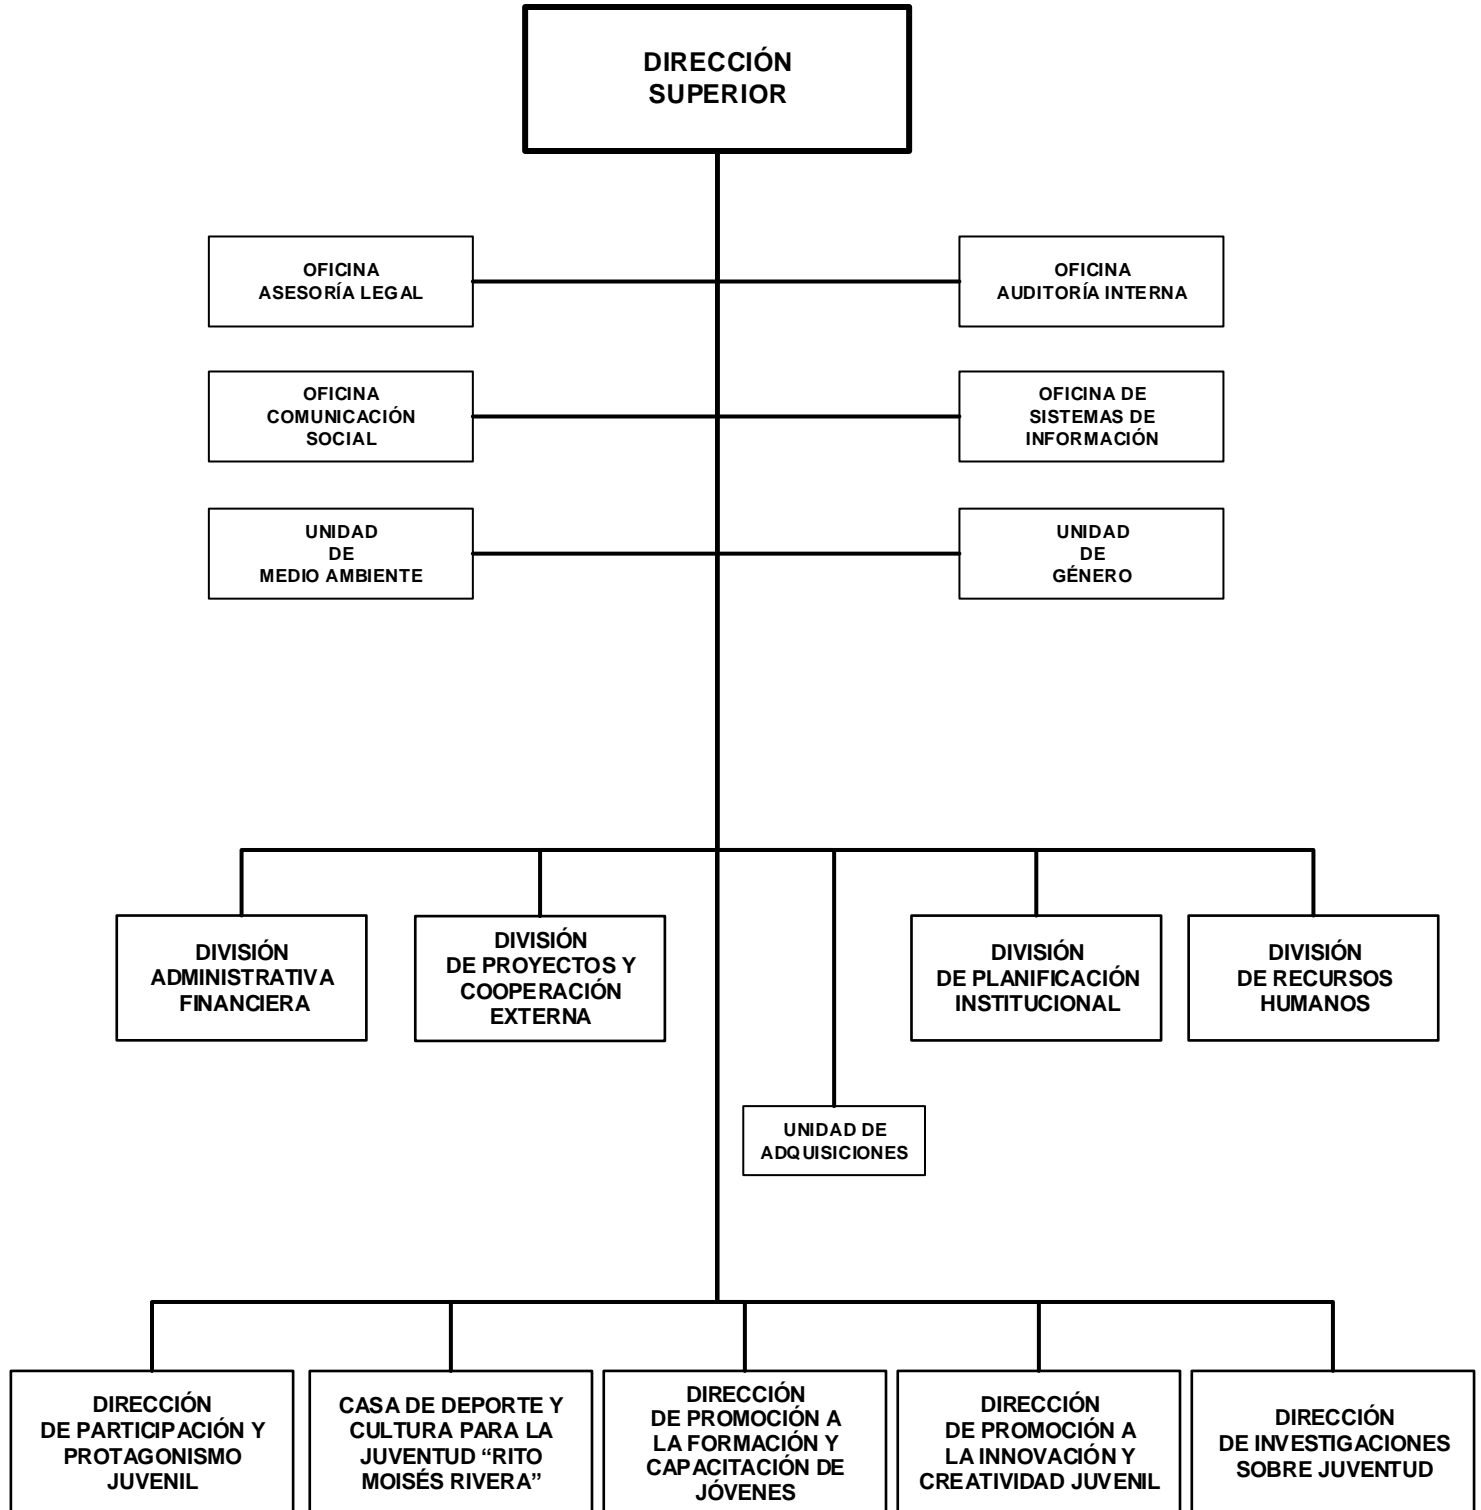 DIRECCIÓN
SUPERIOR
OFICINA
ASESORÍA LEGAL
OFICINA
AUDITORÍA INTERNA
OFICINA
COMUNICACIÓN
SOCIAL
OFICINA DE
SISTEMAS DE
INFORMACIÓN
UNIDAD
DE
MEDIO AMBIENTE
UNIDAD
DE
GÉNERO
DIVISIÓN
ADMINISTRATIVA
FINANCIERA
DIVISIÓN
DE PROYECTOS Y
COOPERACIÓN
EXTERNA
DIVISIÓN
DE PLANIFICACIÓN
INSTITUCIONAL
DIVISIÓN
DE RECURSOS
HUMANOS
UNIDAD DE
ADQUISICIONES
DIRECCIÓN
DE PARTICIPACIÓN Y
PROTAGONISMO
JUVENIL
CASA DE DEPORTE Y
CULTURA PARA LA
JUVENTUD “RITO
MOISÉS RIVERA”
DIRECCIÓN
DE PROMOCIÓN A
LA FORMACIÓN Y
CAPACITACIÓN DE
JÓVENES
DIRECCIÓN
DE PROMOCIÓN A
LA INNOVACIÓN Y
CREATIVIDAD JUVENIL
DIRECCIÓN
DE INVESTIGACIONES
SOBRE JUVENTUD